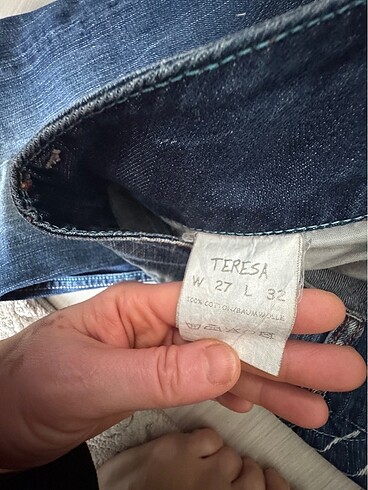 TERESA
W 27 L 32
100% COTTON/BAUMWOLLE